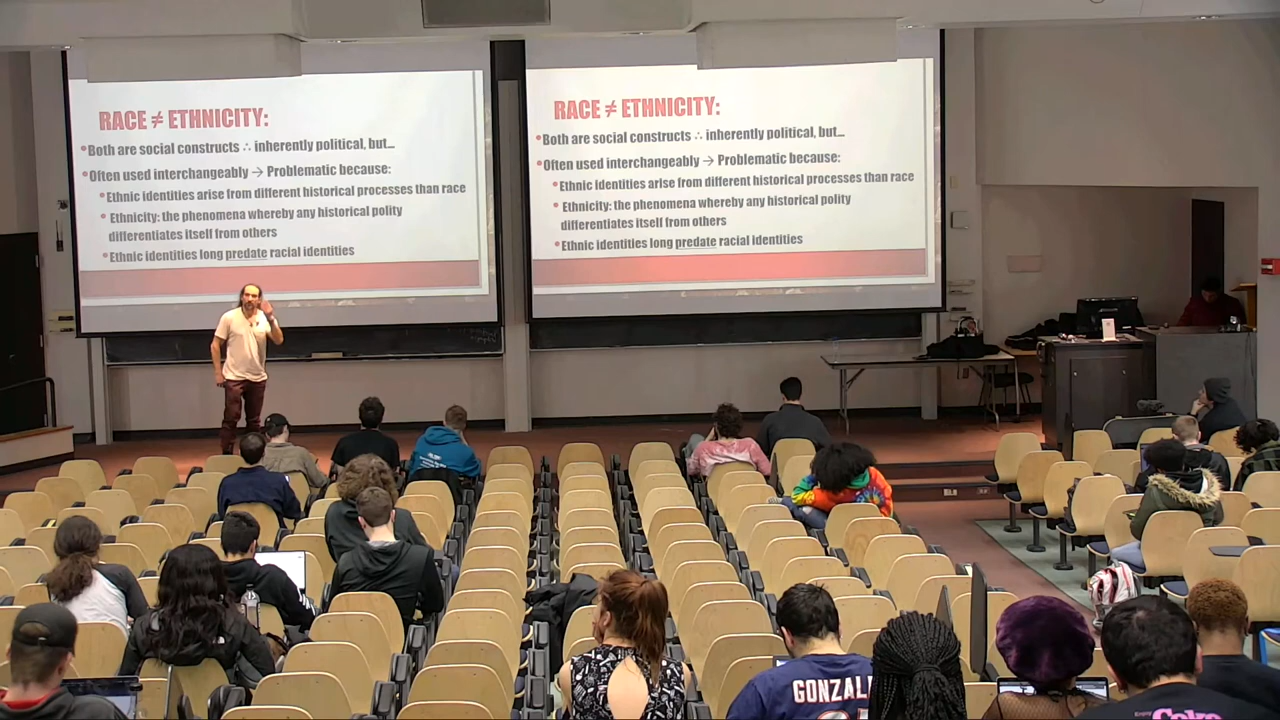 RACE ≠ ETHNICITY:
•Both are social constructs ∴ inherently political, but...
•Often used interchangeably → Problematic because:
•Ethnic identities arise from different historical processes than race
•Ethnicity: the phenomena whereby any historical polity
differentiates itself from others
•Ethnic identities long predate racial identities
RACE ≠ ETHNICITY:
•Both are social constructs ∴ inherently political, but...
•Often used interchangeably → Problematic because:
•Ethnic identities arise from different historical processes than race
•Ethnicity: the phenomena whereby any historical polity
differentiates itself from others
•Ethnic identities long predate racial identities
GONZAL
Enjoy
Coke